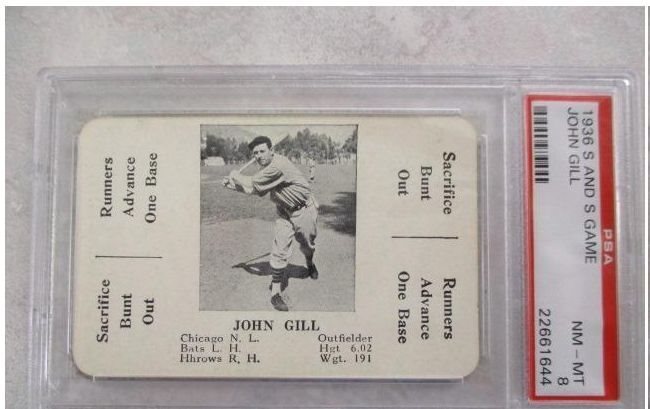 Runners
Advance
One Base
Sacrifice
Bunt
Out
Sacrifice
Bunt
Out
Runners
Advance
One Base
JOHN GILL
Chicago N. L. Outfielder
Bats L. H. Hgt 6.02
Hhrows R, H. Wgt. 191
PSA
1936 S AND S GAME
JOHN GILL
NM - MT
8
22661644